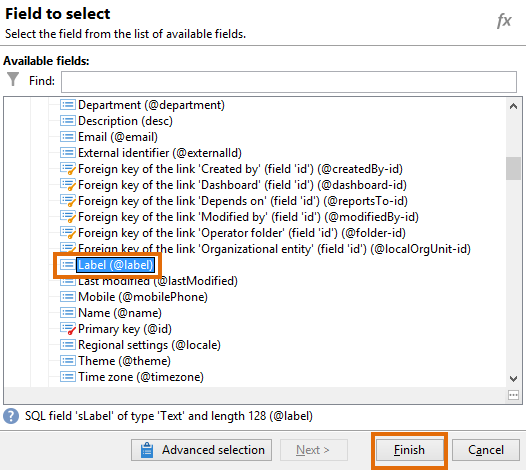 Field to select
fx
Select the field from the list of available fields.
Available fields:
Find:
Department (@department)
Description (desc)
Email (@email)
External identifier (@externalId)
Foreign key of the link 'Created by' (field 'id') (@createdBy-id)
Foreign key of the link 'Dashboard' (field 'id') (@dashboard-id)
Foreign key of the link 'Depends on' (field 'id') (@reportsTo-id)
Foreign key of the link 'Modified by' (field 'id') (@modifiedBy-id)
Foreign key of the link 'Operator folder' (field 'id') (@folder-id)
Foreign key of the link 'Organizational entity' (field 'id') (@localOrgUnit-id)
Label (@label)
Last modified (@lastModified)
Mobile (@mobilePhone)
Name (@name)
Primary key (@id)
Regional settings (@locale)
Theme (@theme)
Time zone (@timezone)
SQL field 'sLabel' of type 'Text' and length 128 (@label)
Advanced selection
Next >
Finish
Cancel